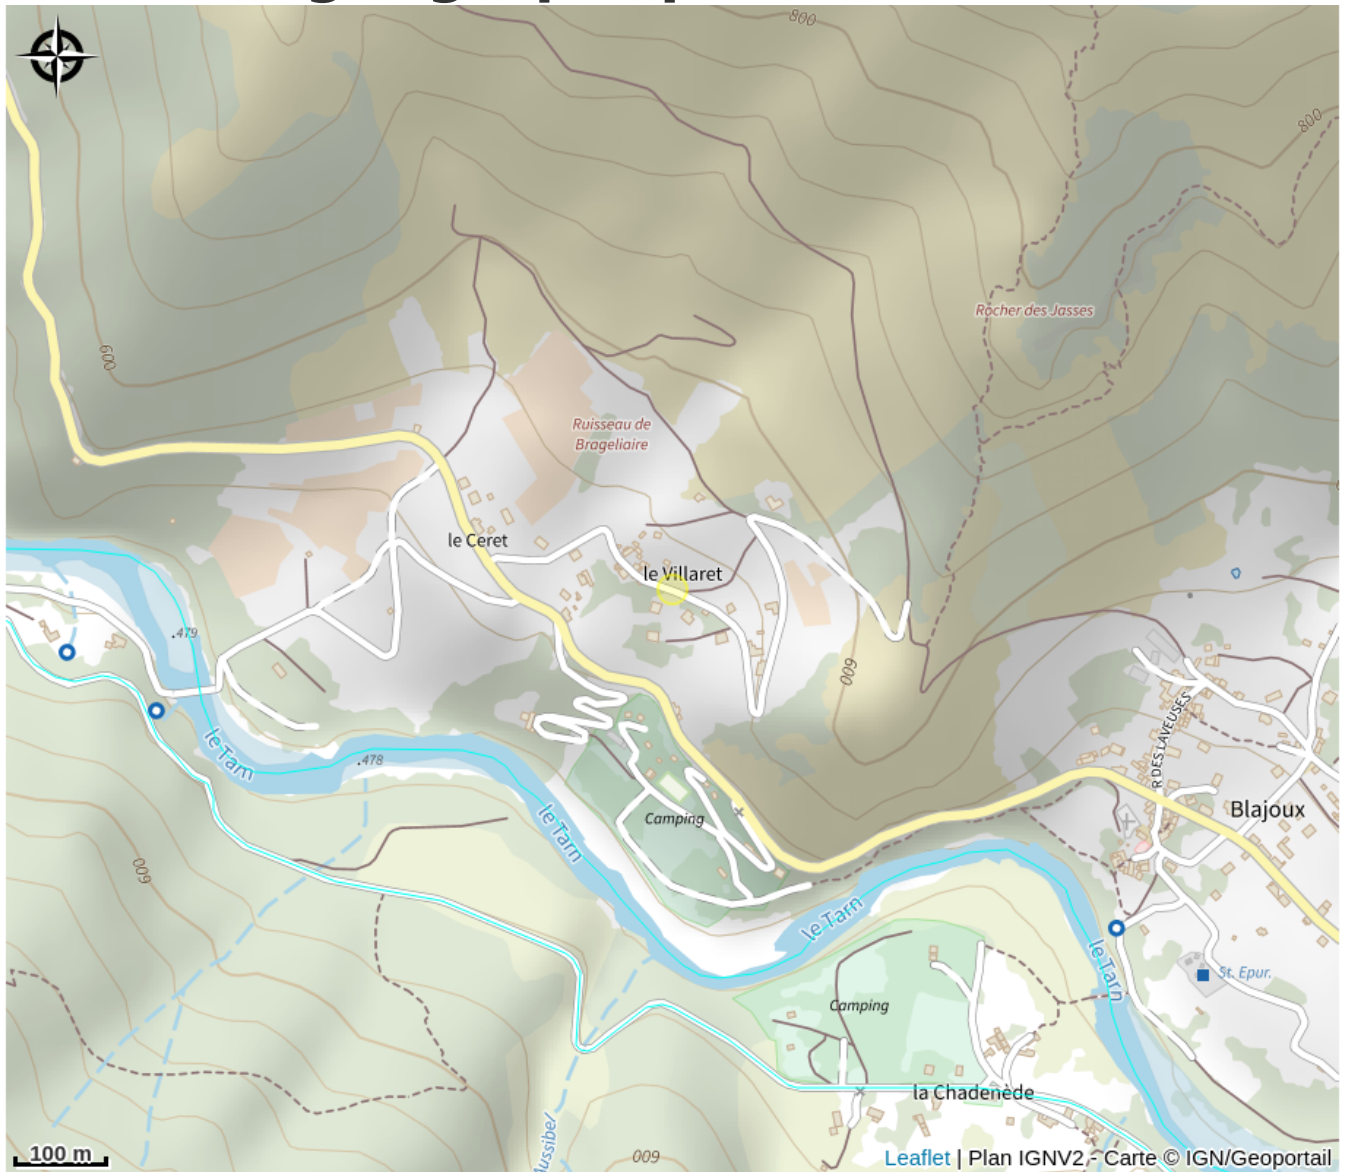 800
800
Rocher des Jasses
600
Ruisseau de
Brageliaire
le Ceret
le Villaret
.479
600
R DES LAVEUSES
le Tarn
.478
Blajoux
le Tarn
Camping
600
le Tarn
le Tarn
St. Epur.
Camping
la Chadenède
600
100 m
Leaflet | Plan IGNV2 - Carte © IGN/Geoportail